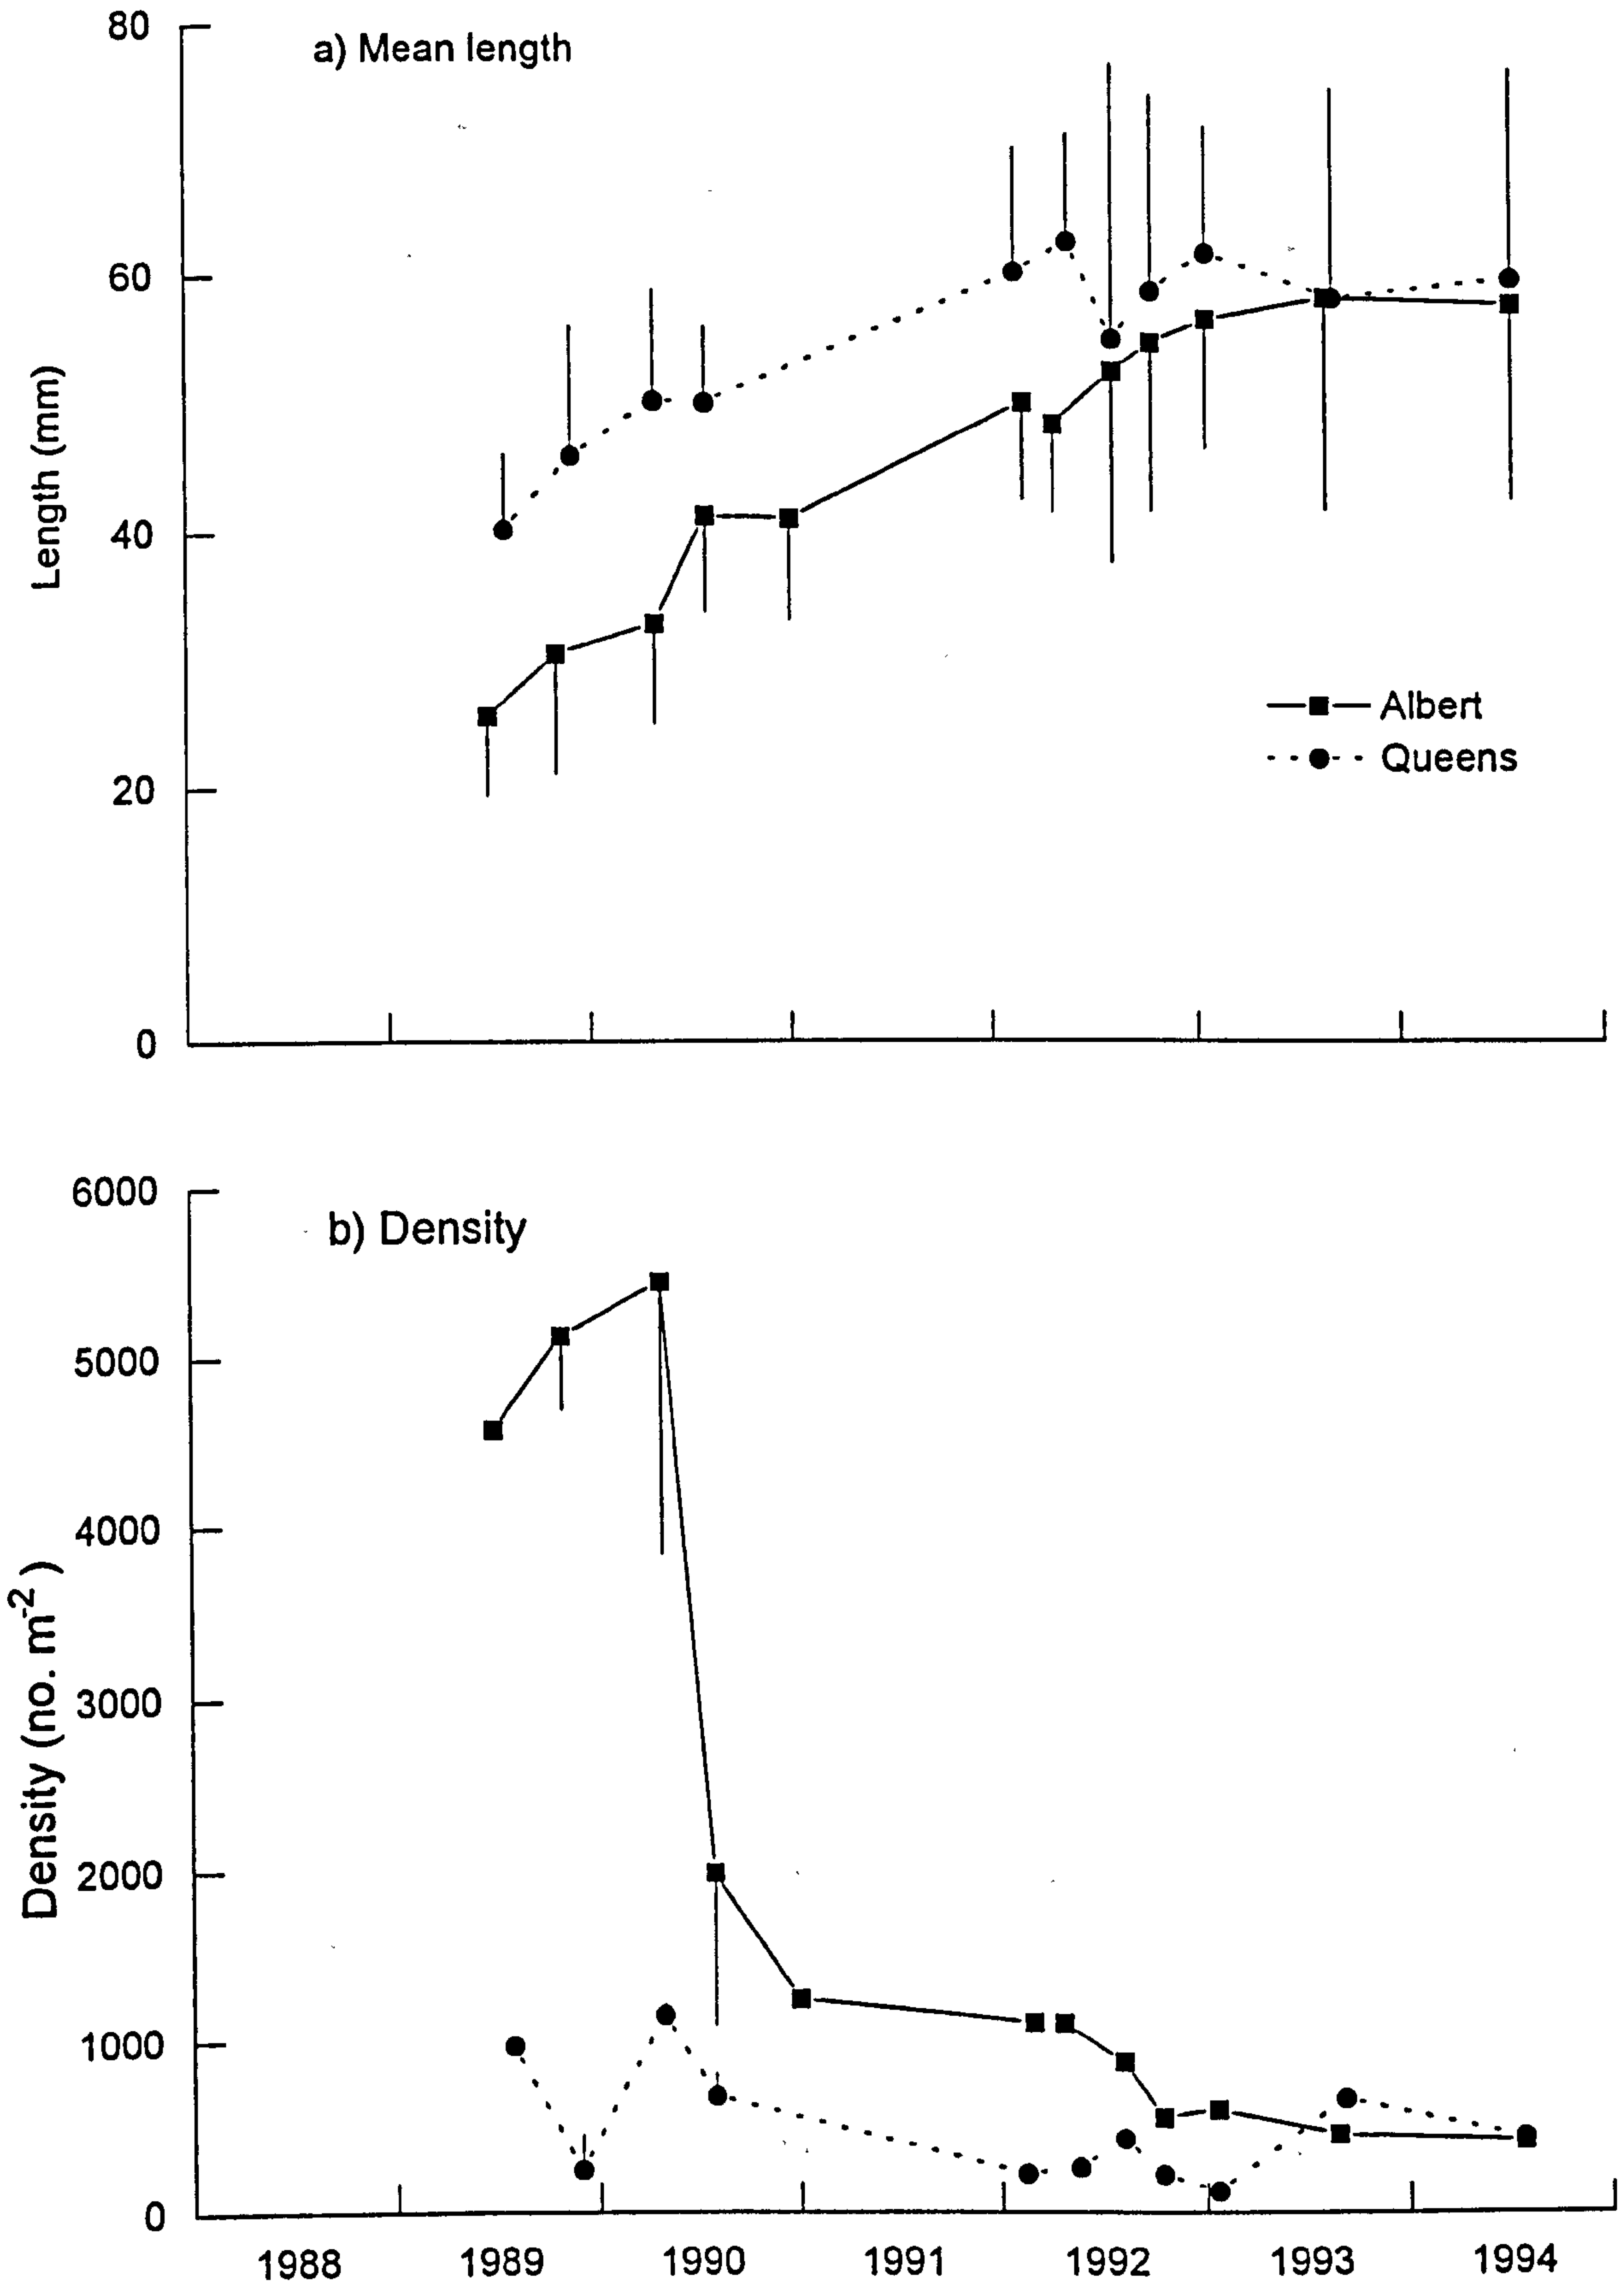 80
a) Mean length
60
Length (mm)
40
Albert
Queens
20
0
6000
b) Density
5000
4000
Density (no. m-2)
3000
2000
1000
0
1988 1989 1990 1991 1992 1993 1994